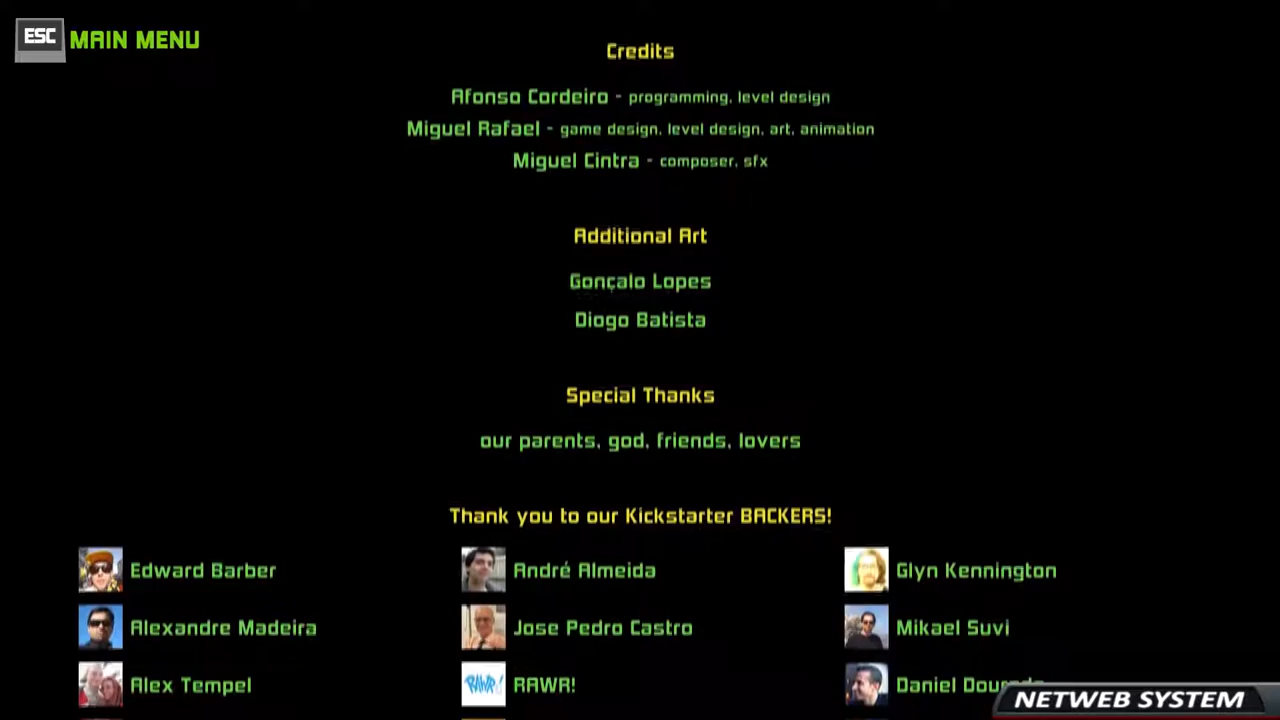 ESC MAIN MENU
Credits
Afonso Cordeiro - programming, level design
Miguel Rafael - game design, level design, art, animation
Miguel Cintra - composer, sfx
Additional Art
Gonçalo Lopes
Diogo Batista
Special Thanks
our parents, god, friends, lovers
Thank you to our Kickstarter BACKERS!
Edward Barber André Almeida Glyn Kennington
Alexandre Madeira Jose Pedro Castro Mikael Suvi
Alex Tempel RAWR! RAWR! Daniel
NETWEB SYSTEM